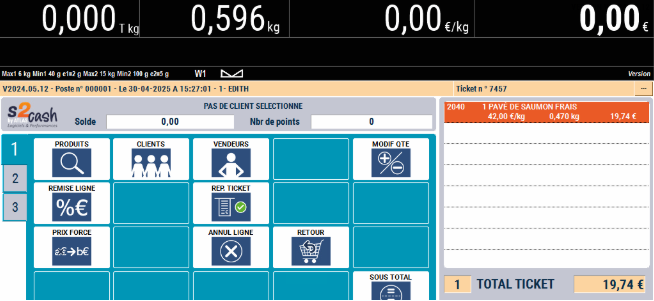 0,000 T kg
0,596 kg
0,00 €/kg
0,00 €
Max1 6 kg Min1 40 g e1=2 g Max2 15 kg Min2 100 g e2=5 g W1 Version
V2024.05.12 - Poste n° 000001 - Le 30-04-2025 A 15:27:01 - 1- EDITH
Ticket n° 7457
...
s2cash
PAS DE CLIENT SELECTIONNE
Solde 0,00 Nbr de points 0
1
2
3
PRODUITS
CLIENTS
VENDEURS
MODIF QTE
REMISE LIGNE
%€
REP. TICKET
PRIX FORCE
ANNUL LIGNE
RETOUR
SOUS TOTAL
2040 1 PAVÉ DE SAUMON FRAIS
42,00 €/kg 0,470 kg 19,74 €
1 TOTAL TICKET 19,74 €